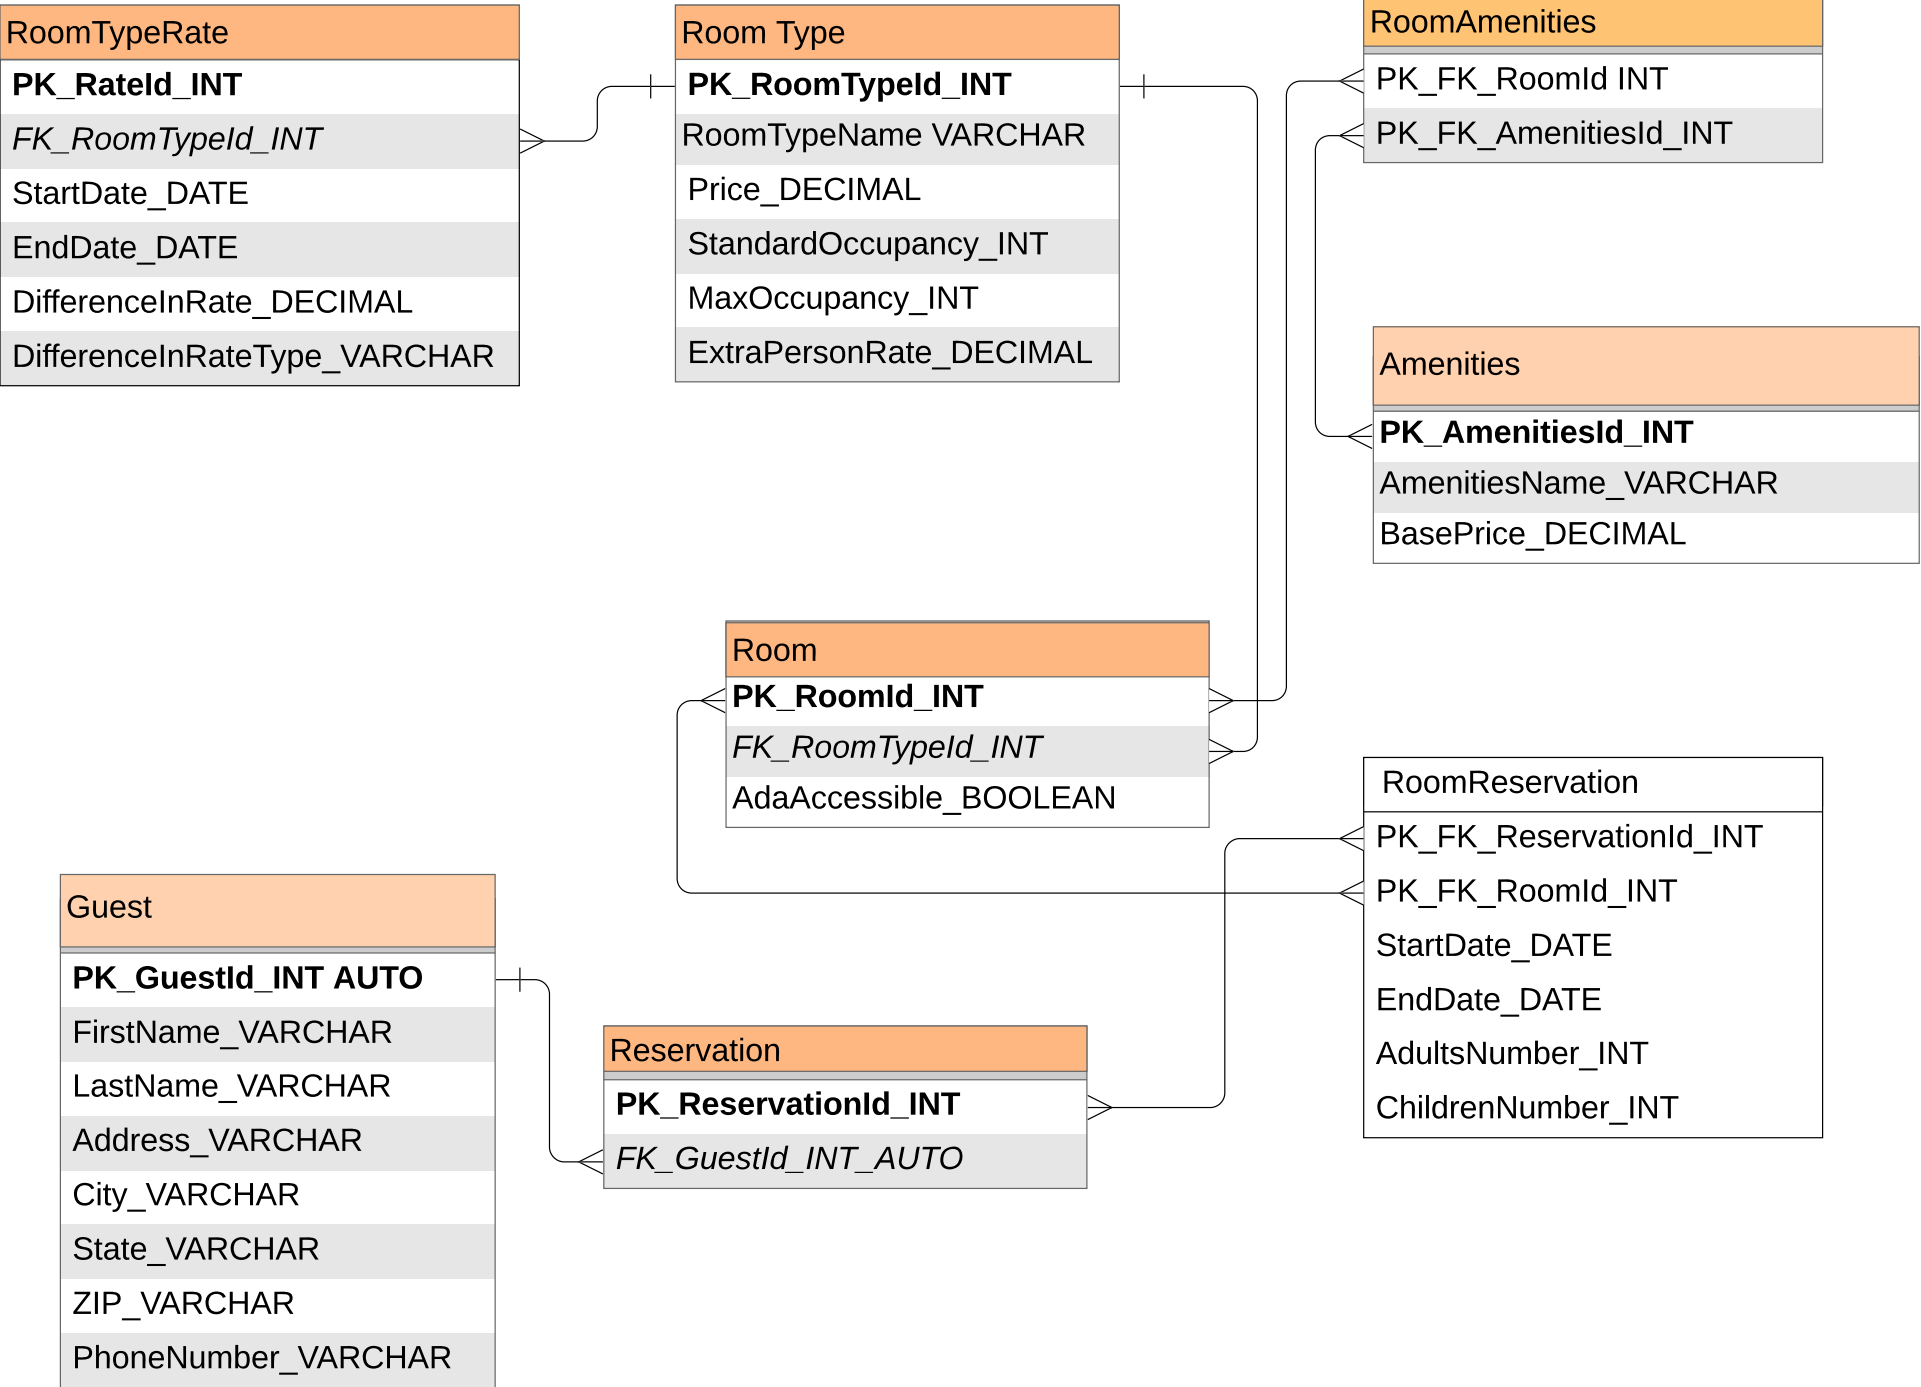 RoomTypeRate
PK_RateId_INT
FK_RoomTypeId_INT
StartDate_DATE
EndDate_DATE
DifferenceInRate_DECIMAL
DifferenceInRateType_VARCHAR
Room Type
PK_RoomTypeId_INT
RoomTypeName VARCHAR
Price_DECIMAL
StandardOccupancy_INT
MaxOccupancy_INT
ExtraPersonRate_DECIMAL
RoomAmenities
PK_FK_RoomId INT
PK_FK_AmenitiesId_INT
Amenities
PK_AmenitiesId_INT
AmenitiesName_VARCHAR
BasePrice_DECIMAL
Room
PK_RoomId_INT
FK_RoomTypeId_INT
AdaAccessible_BOOLEAN
RoomReservation
PK_FK_ReservationId_INT
PK_FK_RoomId_INT
StartDate_DATE
EndDate_DATE
AdultsNumber_INT
ChildrenNumber_INT
Guest
PK_GuestId_INT AUTO
FirstName_VARCHAR
LastName_VARCHAR
Address_VARCHAR
City_VARCHAR
State_VARCHAR
ZIP_VARCHAR
PhoneNumber_VARCHAR
Reservation
PK_ReservationId_INT
FK_GuestId_INT_AUTO